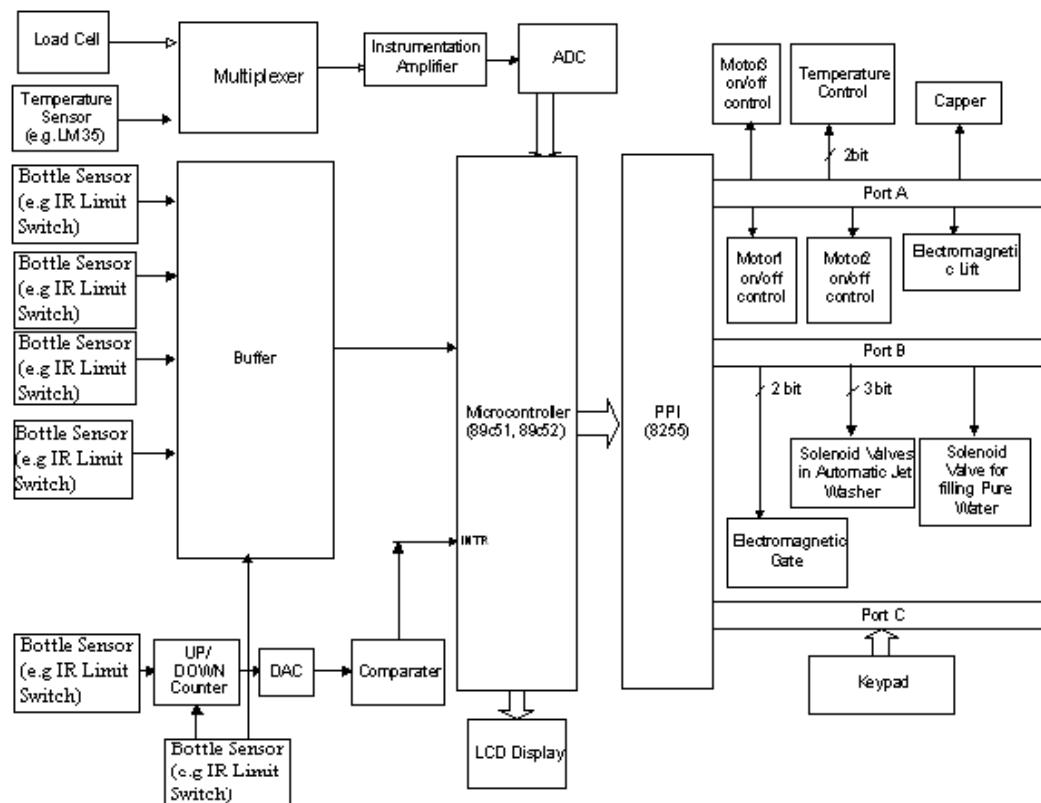 Load Cell
Multiplexer
Instrumentation
Amplifier
ADC
Motor3
on/off
control
Temperature
Control
Capper
Temperature
Sensor
(e.g.LM35)
2bit
Bottle Sensor
(e.g IR Limit
Switch)
Port A
Bottle Sensor
(e.g IR Limit
Switch)
Motor1
on/off
control
Motor2
on/off
control
Electromagneti
c Lift
Bottle Sensor
(e.g IR Limit
Switch)
Buffer
Port B
2 bit
3bit
Microcontroller
(89c51, 89c52)
PPI
(8255)
Bottle Sensor
(e.g IR Limit
Switch)
Solenoid Valves
in Automatic Jet
Washer
Solenoid
Valve for
filling Pure
Water
INTR
Electromagnetic
Gate
Port C
Bottle Sensor
(e.g IR Limit
Switch)
UP/
DOWN
Counter
DAC
Comparater
Keypad
Bottle Sensor
(e.g IR Limit
Switch)
LCD Display